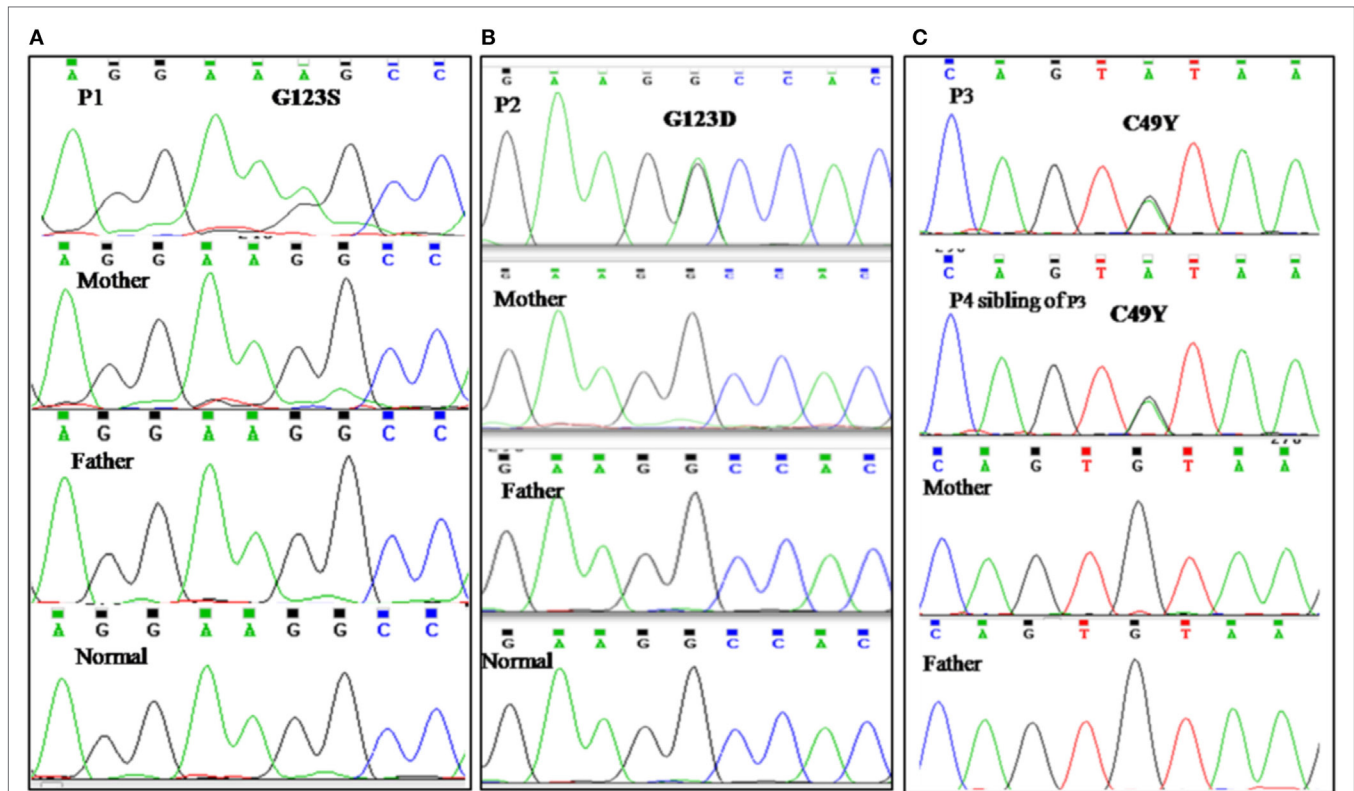 A
A G G A A A G C C
P1 G123S
A G G A A G G C C
Mother
A G G A A G G C C
Father
A G G A A G G C C
Normal
B
G A A G G C C A C
P2
G123D
G A A G G C C A C
Mother
G A A G G C C A C
Father
G A A G G C C A C
Normal
C
C A G T A T A A
P3
C49Y
C A G T A T A A
P4 sibling of P3
C49Y
C A G T G T A A
Mother
C A G T G T A A
Father